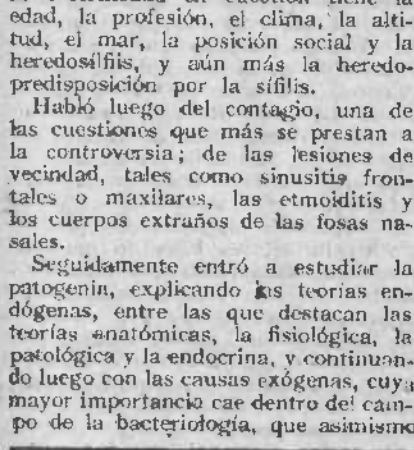 edad, la profesión, el clima, la alti-
tud, el mar, la posición social y la
heredosífilis, y aún más la heredo-
predisposición por la sífilis.
Habló luego del contagio, una de
las cuestiones que más se prestan a
la controversia; de las lesiones de
vecindad, tales como sinusitis fron-
tales o maxilares, las etmoiditis y
los cuerpos extraños de las fosas na-
sales.
Seguidamente entró a estudiar la
patogenia, explicando las teorías en-
dógenas, entre las que destacan las
teorías anatómicas, la fisiológica, la
patológica y la endocrina, y continuan-
do luego con las causas exógenas, cuya
mayor importancia cae dentro del cam-
po de la bacteriología, que asimismo